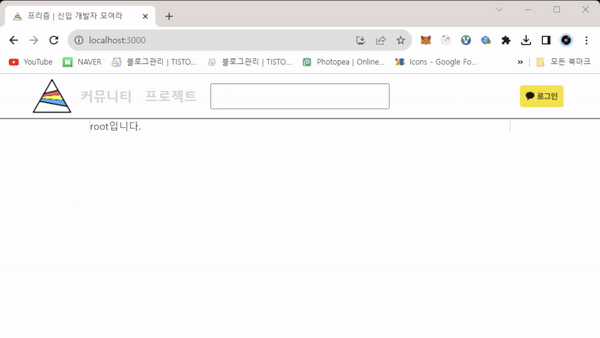 프리즘 | 신입 개발자 모여라
localhost:3000
YouTube NAVER 블로그관리 | TISTO... 블로그관리 | TISTO... Photopea | Online... Icons - Google Fo... 모든 북마크
커뮤니티 프로젝트 로그인
root입니다.